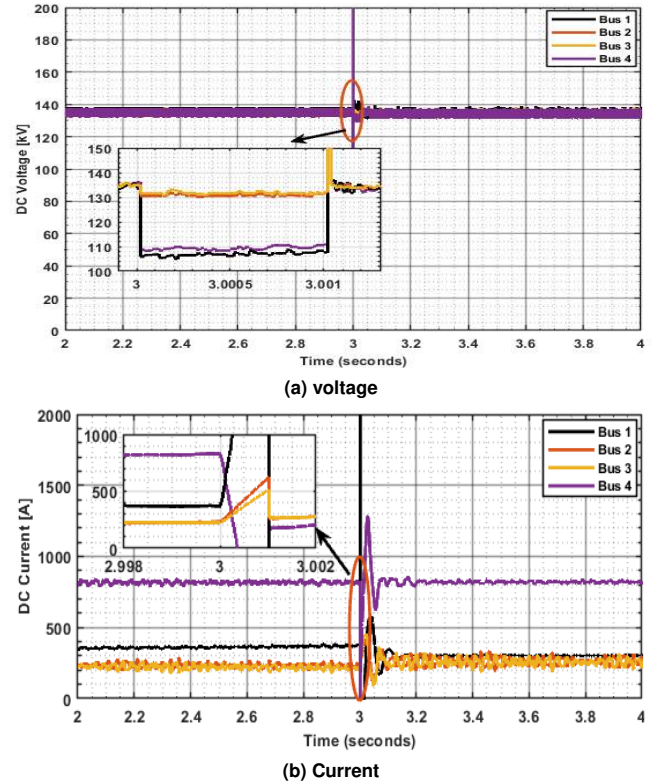 200
180
160
140
120
100
80
60
40
20
0
DC Voltage [kV]
Bus 1
Bus 2
Bus 3
Bus 4
150
140
130
120
110
100
3 3.0005 3.001
2 2.2 2.4 2.6 2.8 3 3.2 3.4 3.6 3.8 4
Time (seconds)
(a) voltage
2000
1500
1000
500
0
DC Current [A]
1000
500
0
2.998 3 3.002
Bus 1
Bus 2
Bus 3
Bus 4
2 2.2 2.4 2.6 2.8 3 3.2 3.4 3.6 3.8 4
Time (seconds)
(b) Current